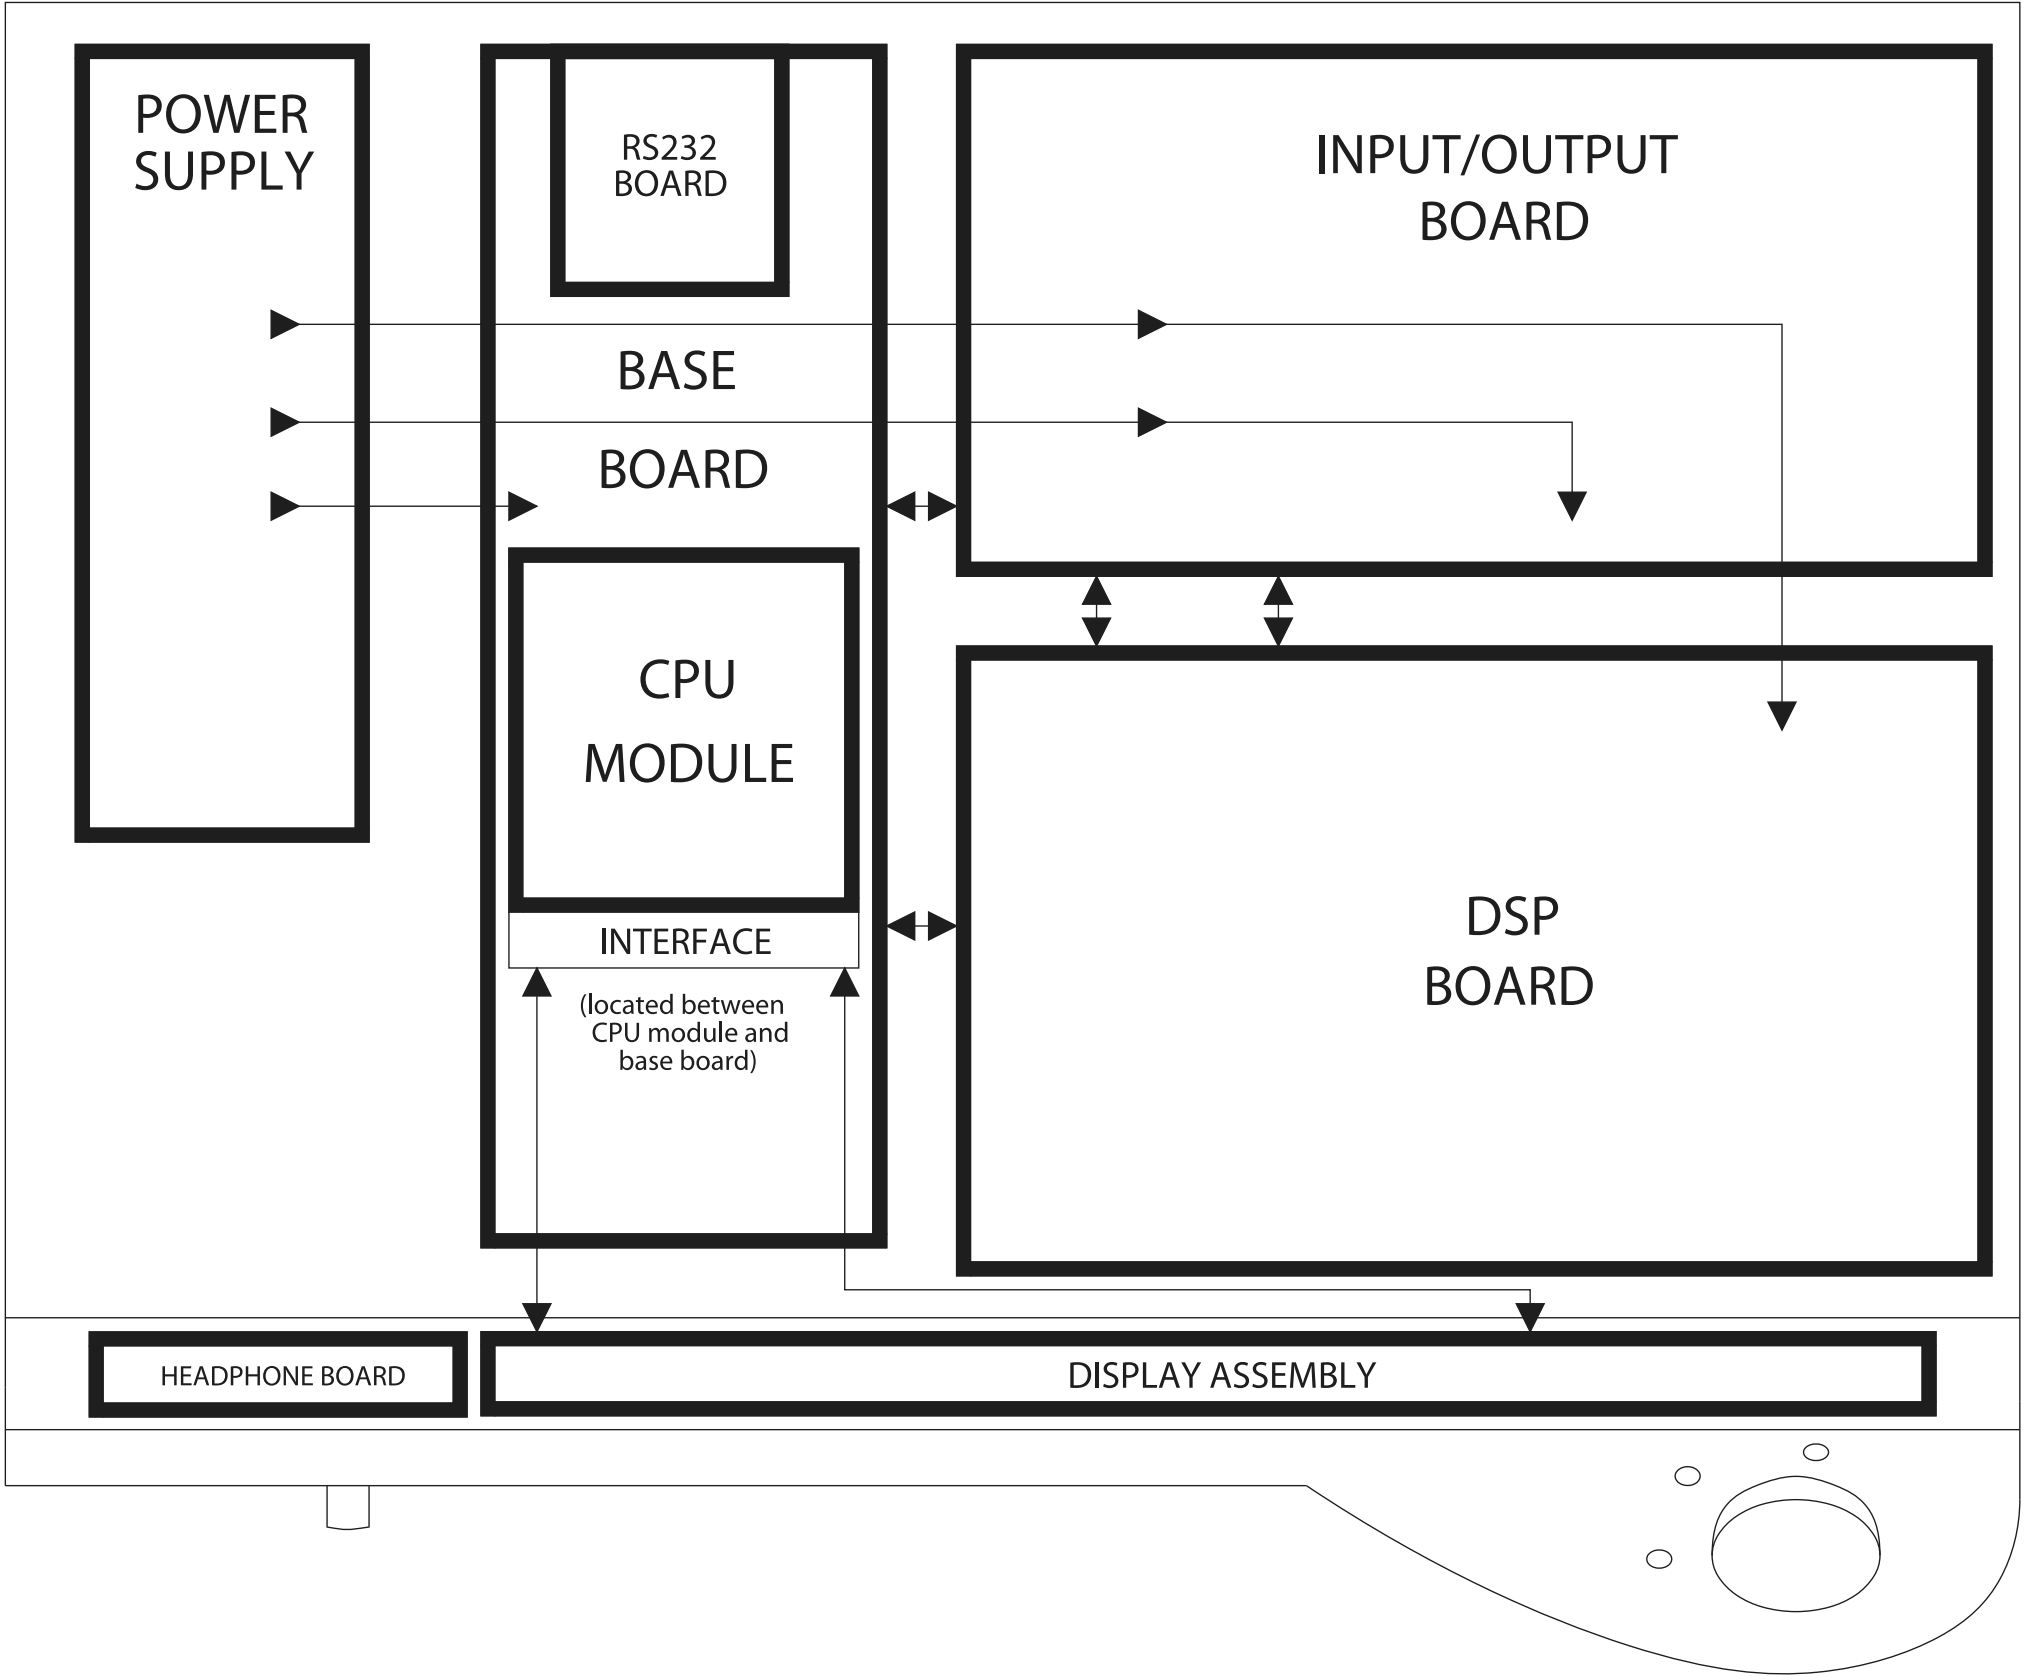 POWER
SUPPLY
RS232
BOARD
INPUT/OUTPUT
BOARD
BASE
BOARD
CPU
MODULE
INTERFACE
(located between
CPU module and
base board)
DSP
BOARD
HEADPHONE BOARD
DISPLAY ASSEMBLY